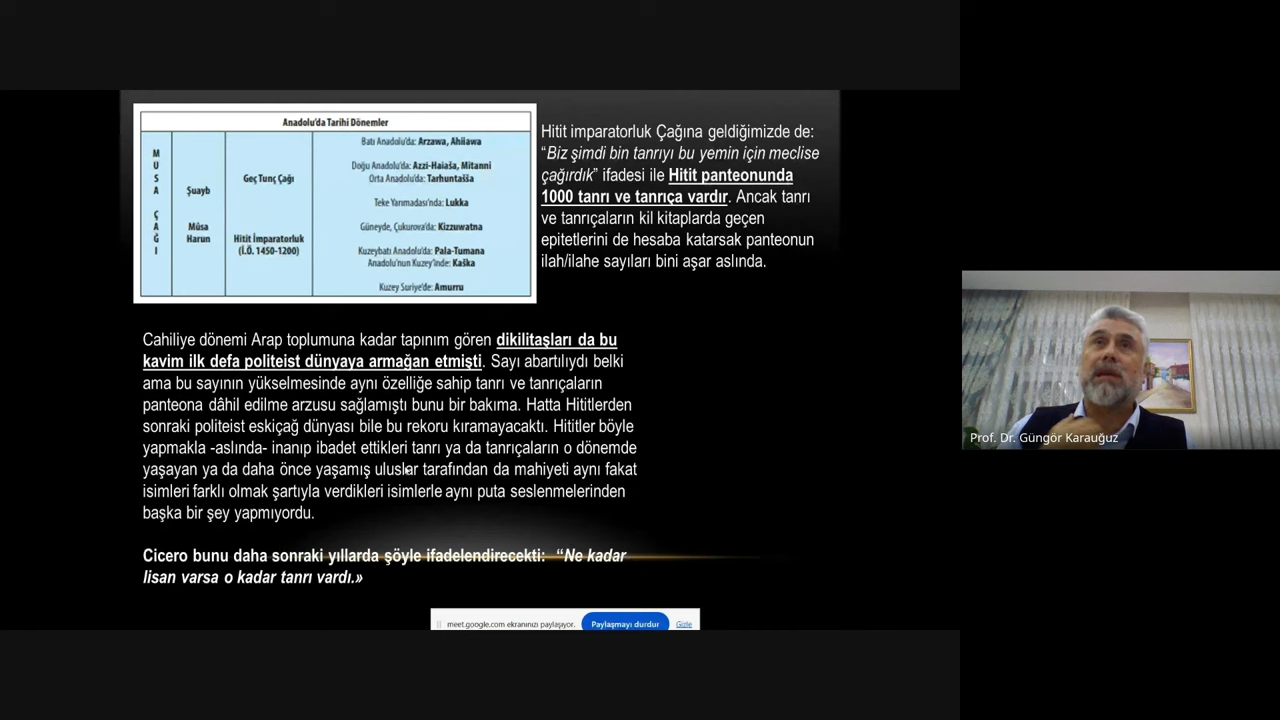 Anadolu'da Tarihi Dönemler
M
U
S
A
Ç
A
Ğ
I
Şuayb
Mûsa
Harun
Geç Tunç Çağı
Hitit İmparatorluk
(İ.Ö. 1450-1200)
Batı Anadolu'da: Arzawa, Ahiiawa
Doğu Anadolu'da: Azzi-Haiaša, Mitanni
Orta Anadolu'da: Tarhuntašša
Teke Yarımadası'nda: Lukka
Güneyde, Çukurova'da: Kizzuwatna
Kuzeybatı Anadolu'da: Pala-Tumana
Anadolu'nun Kuzey'inde: Kaška
Kuzey Suriye'de: Amurru
Hitit imparatorluk Çağına geldiğimizde de:
“Biz şimdi bin tanrıyı bu yemin için meclise
çağırdık” ifadesi ile Hitit panteonunda
1000 tanrı ve tanrıça vardır. Ancak tanrı
ve tanrıçaların kil kitaplarda geçen
epitetlerini de hesaba katarsak panteonun
ilah/ilahe sayıları bini aşar aslında.
Cahiliye dönemi Arap toplumuna kadar tapınım gören dikilitaşları da bu
kavim ilk defa politeist dünyaya armağan etmişti. Sayı abartılıydı belki
ama bu sayının yükselmesinde aynı özelliğe sahip tanrı ve tanrıçaların
panteona dâhil edilme arzusu sağlamıştı bunu bir bakıma. Hatta Hititlerden
sonraki politeist eskiçağ dünyası bile bu rekoru kıramayacaktı. Hititler böyle
yapmakla -aslında- inanıp ibadet ettikleri tanrı ya da tanrıçaların o dönemde
yaşayan ya da daha önce yaşamış uluslar tarafından da mahiyeti aynı fakat
isimleri farklı olmak şartıyla verdikleri isimlerle aynı puta seslenmelerinden
başka bir şey yapmıyordu.
Cicero bunu daha sonraki yıllarda şöyle ifadelendirecekti: “Ne kadar
lisan varsa o kadar tanrı vardı.»
meet.google.com ekranınızı paylaşıyor. Paylaşmayı durdur Gizle
Prof. Dr. Güngör Karauğuz